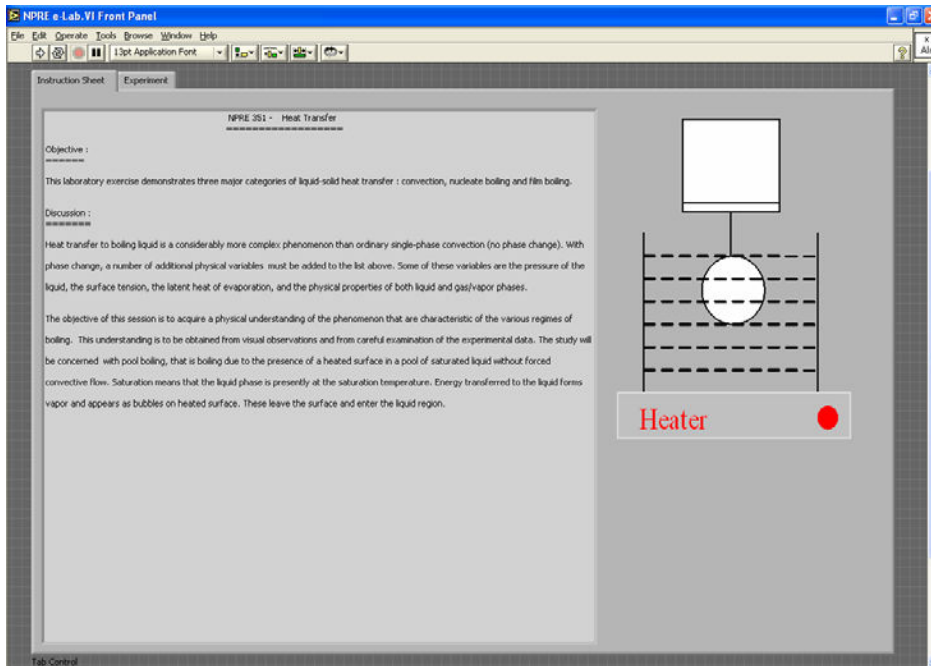 NPRE e-Lab.VI Front Panel
File Edit Operate Tools Browse Window Help
13pt Application Font
Instruction Sheet Experiment
NPRE 351 - Heat Transfer
===================
Objective :
======
This laboratory exercise demonstrates three major categories of liquid-solid heat transfer : convection, nucleate boiling and film boiling.
Discussion :
=======
Heat transfer to boiling liquid is a considerably more complex phenomenon than ordinary single-phase convection (no phase change). With
phase change, a number of additional physical variables must be added to the list above. Some of these variables are the pressure of the
liquid, the surface tension, the latent heat of evaporation, and the physical properties of both liquid and gas/vapor phases.
The objective of this session is to acquire a physical understanding of the phenomenon that are characteristic of the various regimes of
boiling. This understanding is to be obtained from visual observations and from careful examination of the experimental data. The study will
be concerned with pool boiling, that is boiling due to the presence of a heated surface in a pool of saturated liquid without forced
convective flow. Saturation means that the liquid phase is presently at the saturation temperature. Energy transferred to the liquid forms
vapor and appears as bubbles on heated surface. These leave the surface and enter the liquid region.
Heater
Tab Control